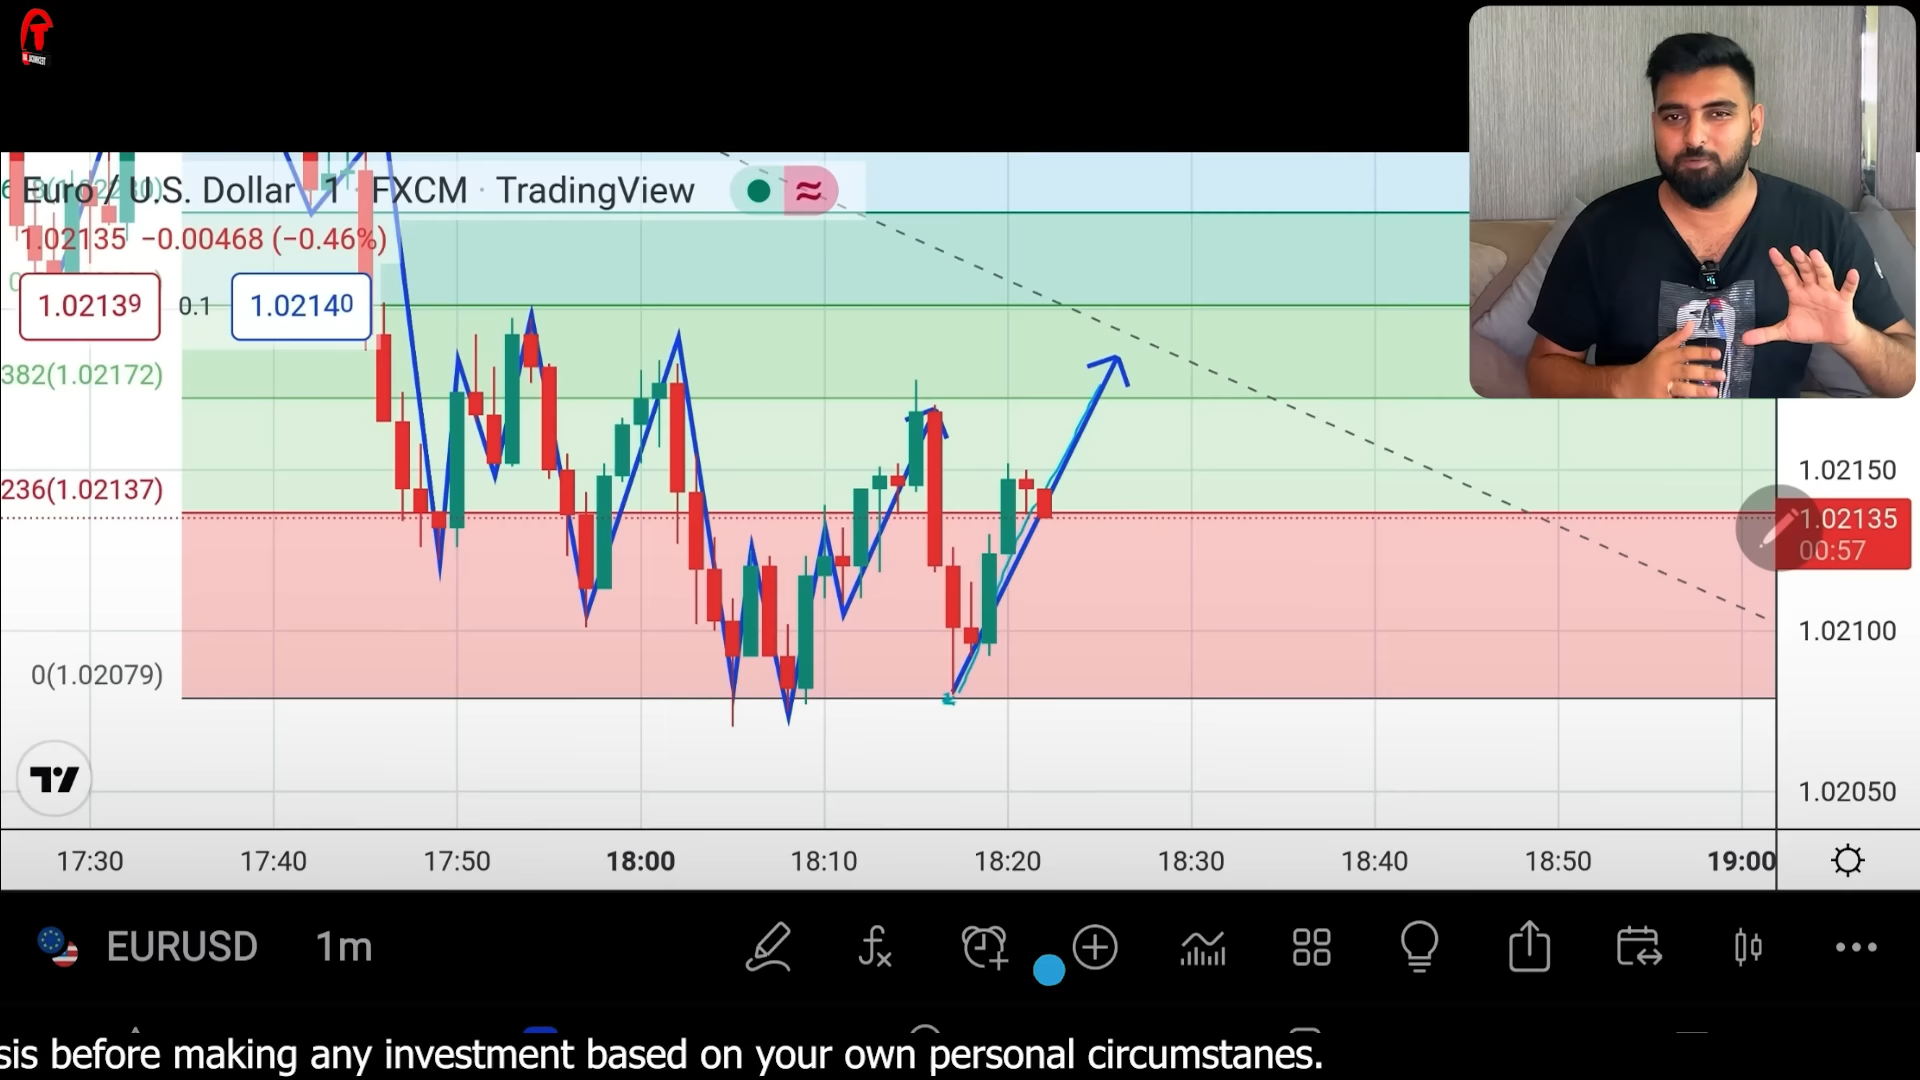 Euro / U.S. Dollar · 1 · FXCM · TradingView
1.02135 −0.00468 (−0.46%)
1.02139 0.1 1.02140
382(1.02172)
236(1.02137)
0(1.02079)
1.02150
1.02135
00:57
1.02100
1.02050
17:30 17:40 17:50 18:00 18:10 18:20 18:30 18:40 18:50 19:00
EURUSD 1m
sis before making any investment based on your own personal circumstanes.